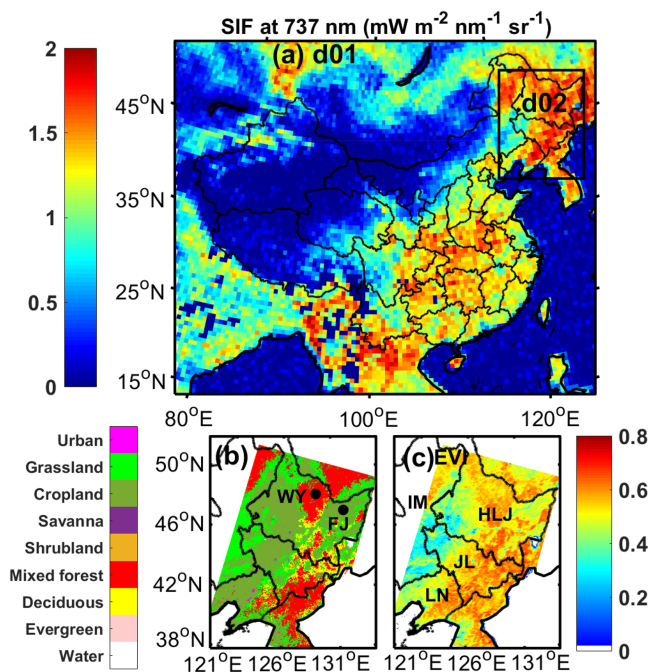 SIF at 737 nm (mW m⁻² nm⁻¹ sr⁻¹)
(a) d01
d02
2
1.5
1
0.5
0
45°N
35°N
25°N
15°N
80°E
100°E
120°E
Urban
Grassland
Cropland
Savanna
Shrubland
Mixed forest
Deciduous
Evergreen
Water
(b)
WY
FJ
50°N
46°N
42°N
38°N
121°E
126°E
131°E
(c)
EVI
IM
HLJ
JL
LN
121°E
126°E
131°E
0.8
0.6
0.4
0.2
0